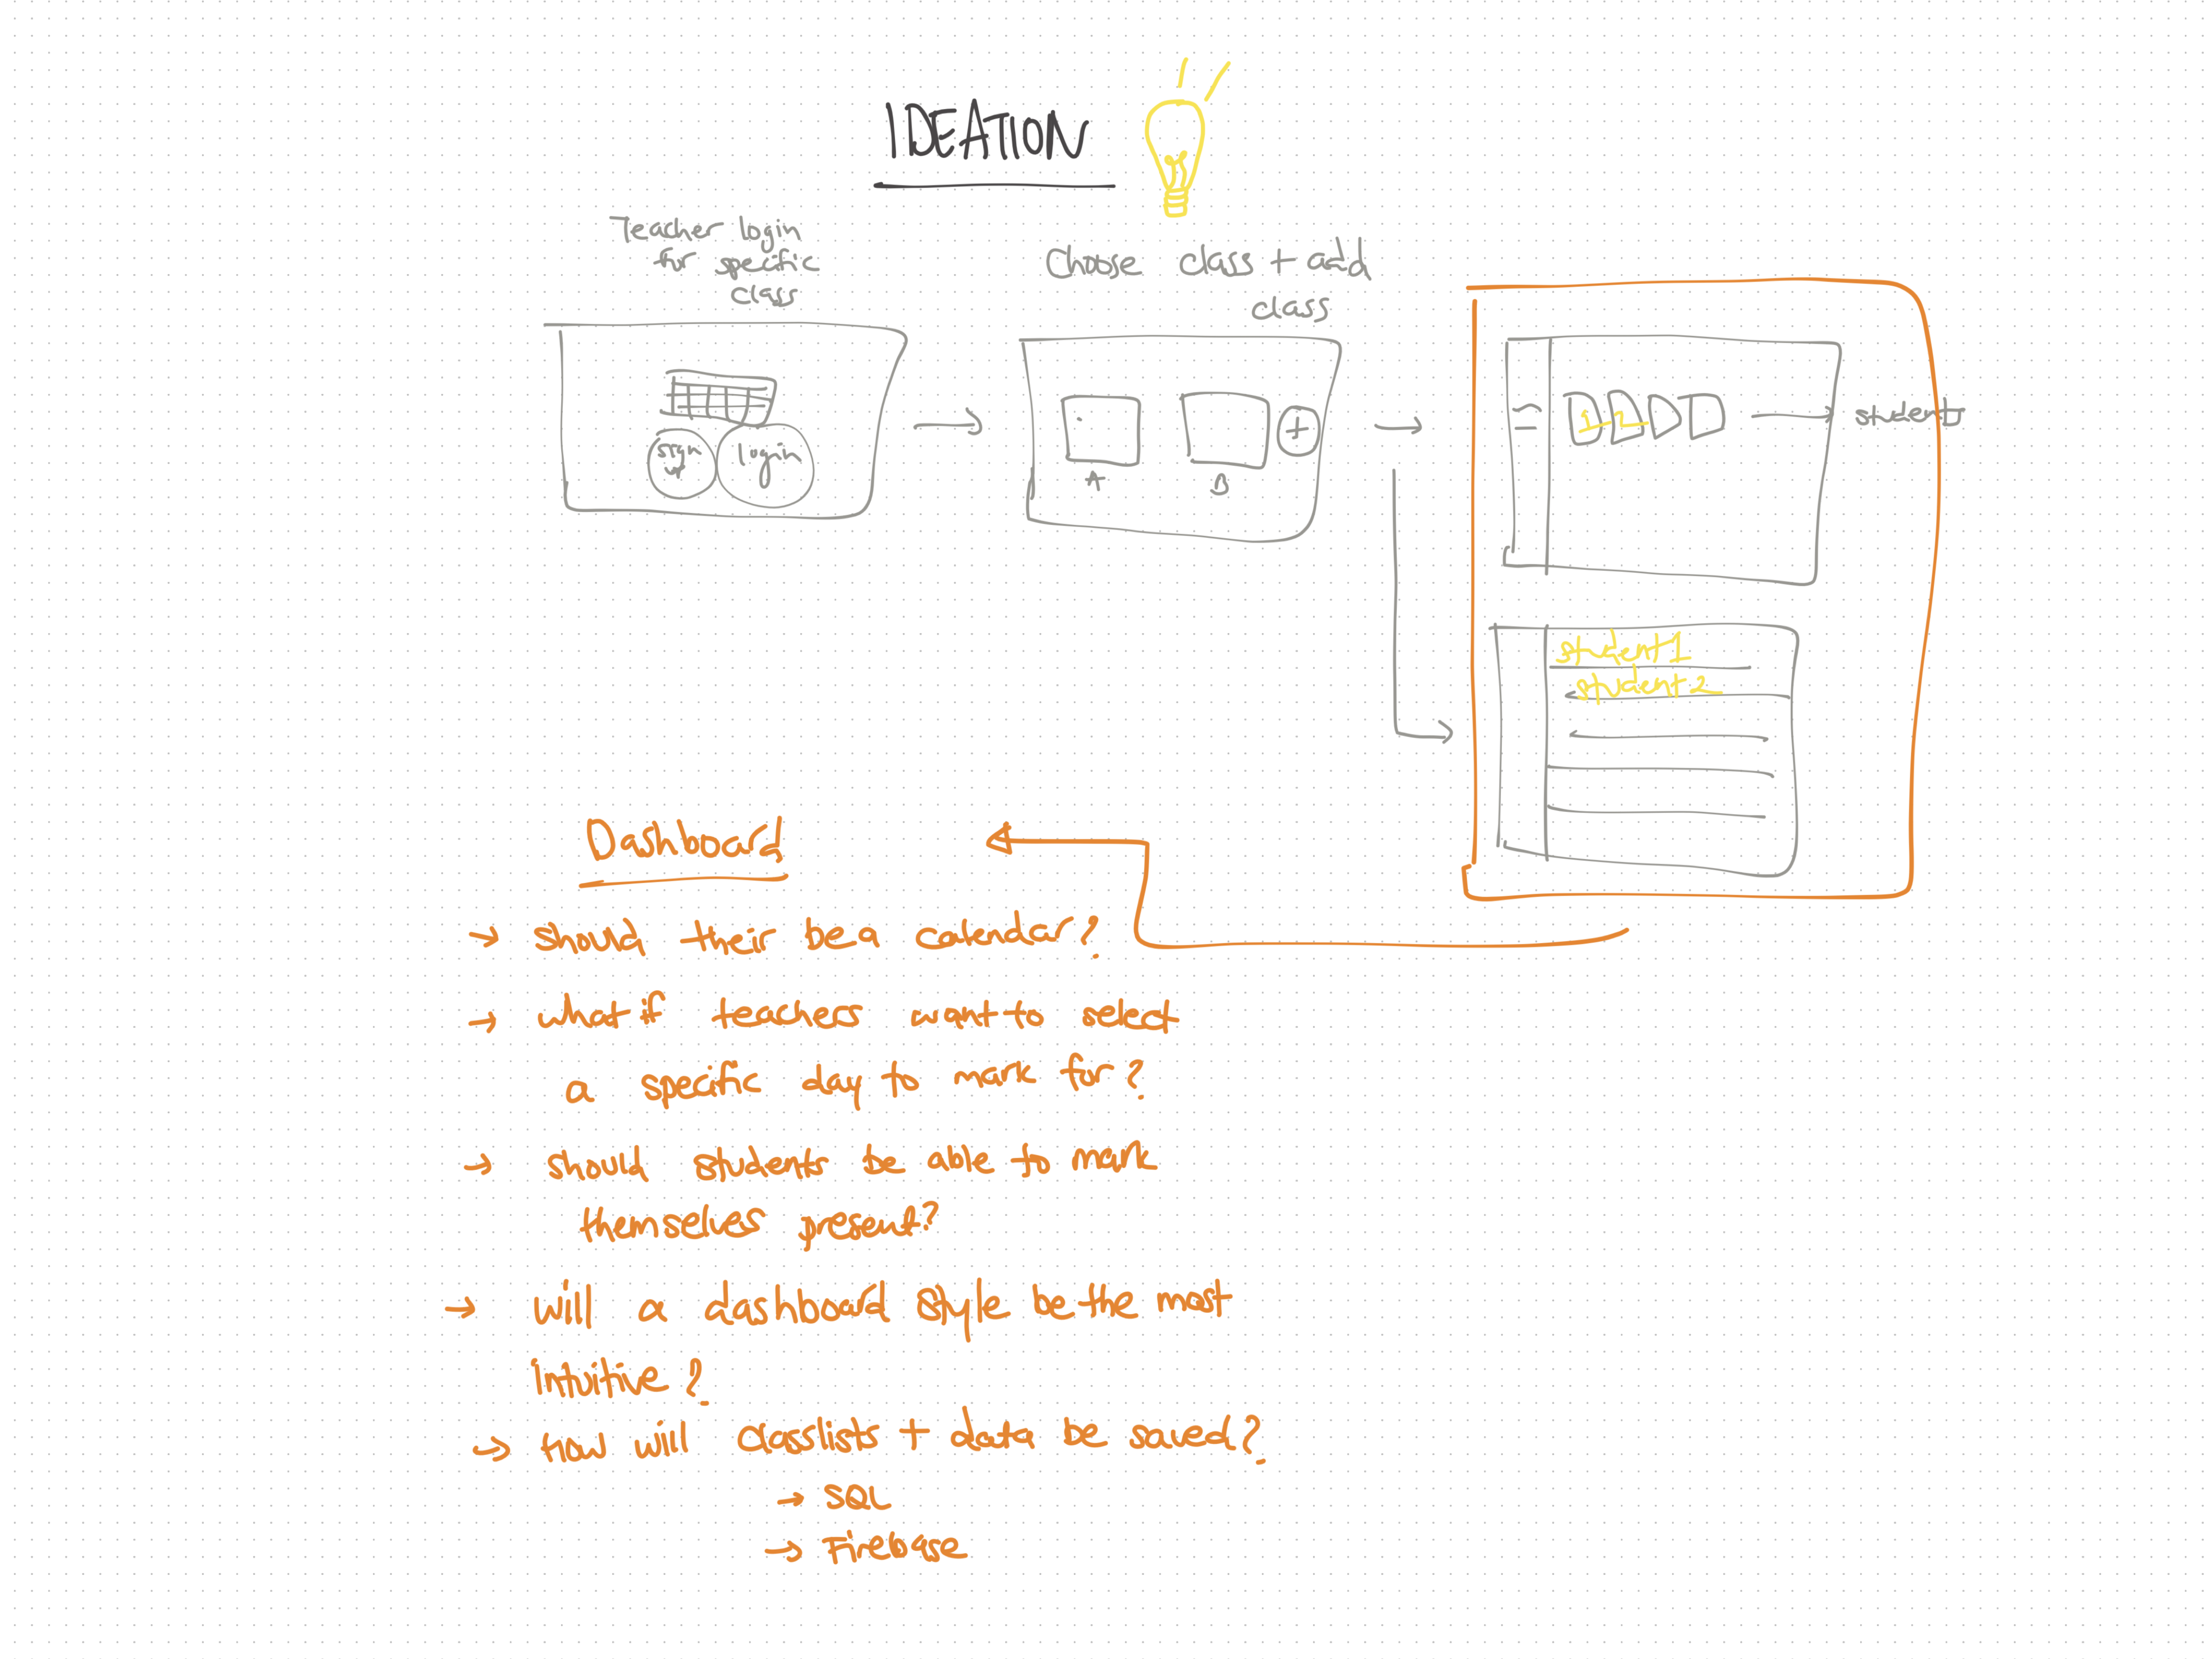 IDEATION
Teacher login
for specific
class
Choose class + add
class
sign
up
login
A
B
+
1 2
student
student1
student2
Dashboard
→ should their be a calendar?
→ what if teachers want to select
a specific day to mark for?
→ should students be able to mark
themselves present?
→ will a dashboard style be the most
intuitive?
→ how will classlists + data be saved?
→ SQL
→ Firebase